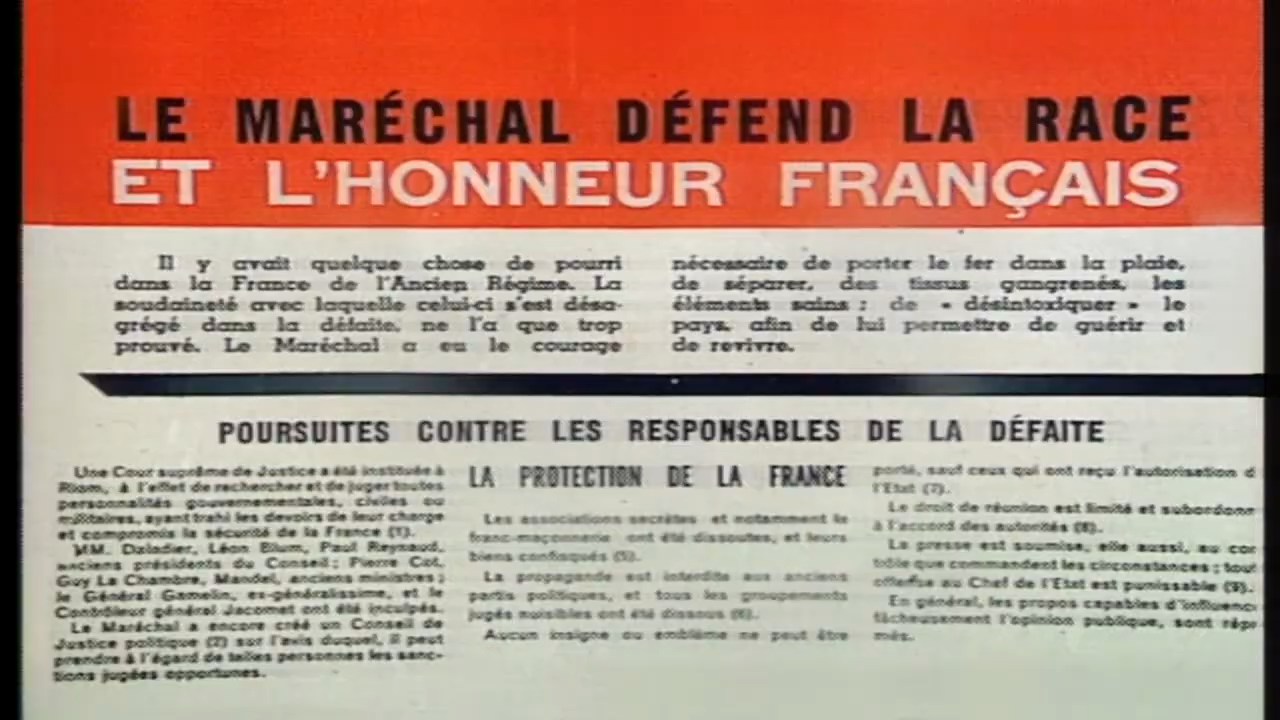 LE MARÉCHAL DÉFEND LA RACE
ET L'HONNEUR FRANÇAIS
Il y avait quelque chose de pourri
dans la France de l'Ancien Régime. La
soudaineté avec laquelle celui-ci s'est désa-
grégé dans la défaite, ne l'a que trop
prouvé. Le Maréchal a eu le courage
nécessaire de porter le fer dans la plaie,
de séparer, des tissus gangrenés, les
éléments sains : de « désintoxiquer » le
pays, afin de lui permettre de guérir et
de revivre.
POURSUITES CONTRE LES RESPONSABLES DE LA DÉFAITE
Une Cour suprême de Justice a été instituée à
Riom, à l'effet de rechercher et de juger toutes
personnalités gouvernementales, civiles ou
militaires, ayant trahi les devoirs de leur charge
et compromis la sécurité de la France (1).
MM. Daladier, Léon Blum, Paul Reynaud,
anciens présidents du Conseil ; Pierre Cot,
Guy La Chambre, Mandel, anciens ministres ;
le Général Gamelin, ex-généralissime, et le
Contrôleur général Jacomet ont été inculpés.
Le Maréchal a encore créé un Conseil de
Justice politique (2) sur l'avis duquel, il peut
prendre à l'égard de telles personnes les sanc-
tions jugées opportunes.
LA PROTECTION DE LA FRANCE
Les associations secrètes et notamment la
franc-maçonnerie ont été dissoutes, et leurs
biens confisqués (5).
La propagande est interdite aux anciens
partis politiques, et tous les groupements
jugés nuisibles ont été dissous (6).
Aucun insigne ou emblème ne peut être
porté, sauf ceux qui ont reçu l'autorisation d
l'Etat (7).
Le droit de réunion est limité et subordonn
à l'accord des autorités (8).
La presse est soumise, elle aussi, au con
trôle que commandent les circonstances ; tout
offense au Chef de l'Etat est punissable (9).
En général, les propos capables d'influenc
fâcheusement l'opinion publique, sont répr
més.